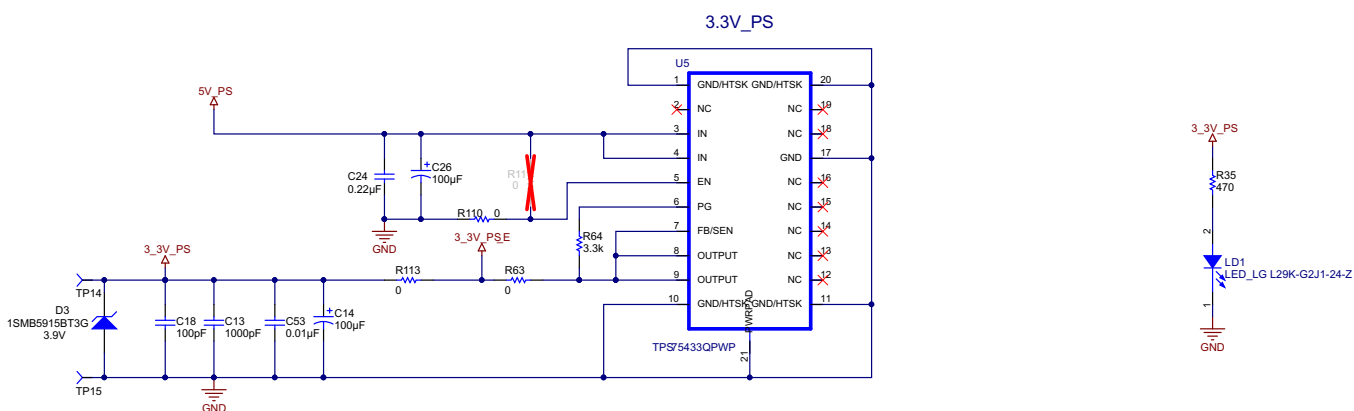 3.3V_PS
U5
1 GND/HTSK GND/HTSK 20
2 NC NC 19
3 IN NC 18
4 IN GND 17
5 EN NC 16
6 PG NC 15
7 FB/SEN NC 14
8 OUTPUT NC 13
9 OUTPUT NC 12
10 GND/HTSK GND/HTSK 11
PWRPAD
21
TPS75433QPWP
5V_PS
C24
0.22µF
C26
100µF
R11
0
R110 0
GND
3_3V_PS_E
R64
3.3k
3_3V_PS
TP14
R113
0
R63
0
D3
1SMB5915BT3G
3.9V
C18
100pF
C13
1000pF
C53
0.01µF
C14
100µF
TP15
GND
3_3V_PS
R35
470
2
LD1
LED_LG L29K-G2J1-24-Z
1
GND